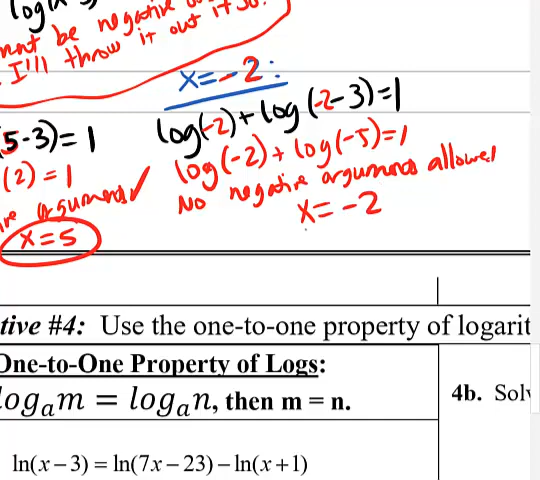 log(x
not be negative
I'll throw it out if so.
x=-2:
log(-2)+log(-2-3)=1
5-3)=1
log(-2)+log(-5)=1
(2)=1
No negative arguments allowed
arguments ✓
x=-2
x=5
tive #4: Use the one-to-one property of logarit
One-to-One Property of Logs:
logₐm = logₐn, then m = n.
4b. Solv
ln(x−3) = ln(7x−23) − ln(x+1)